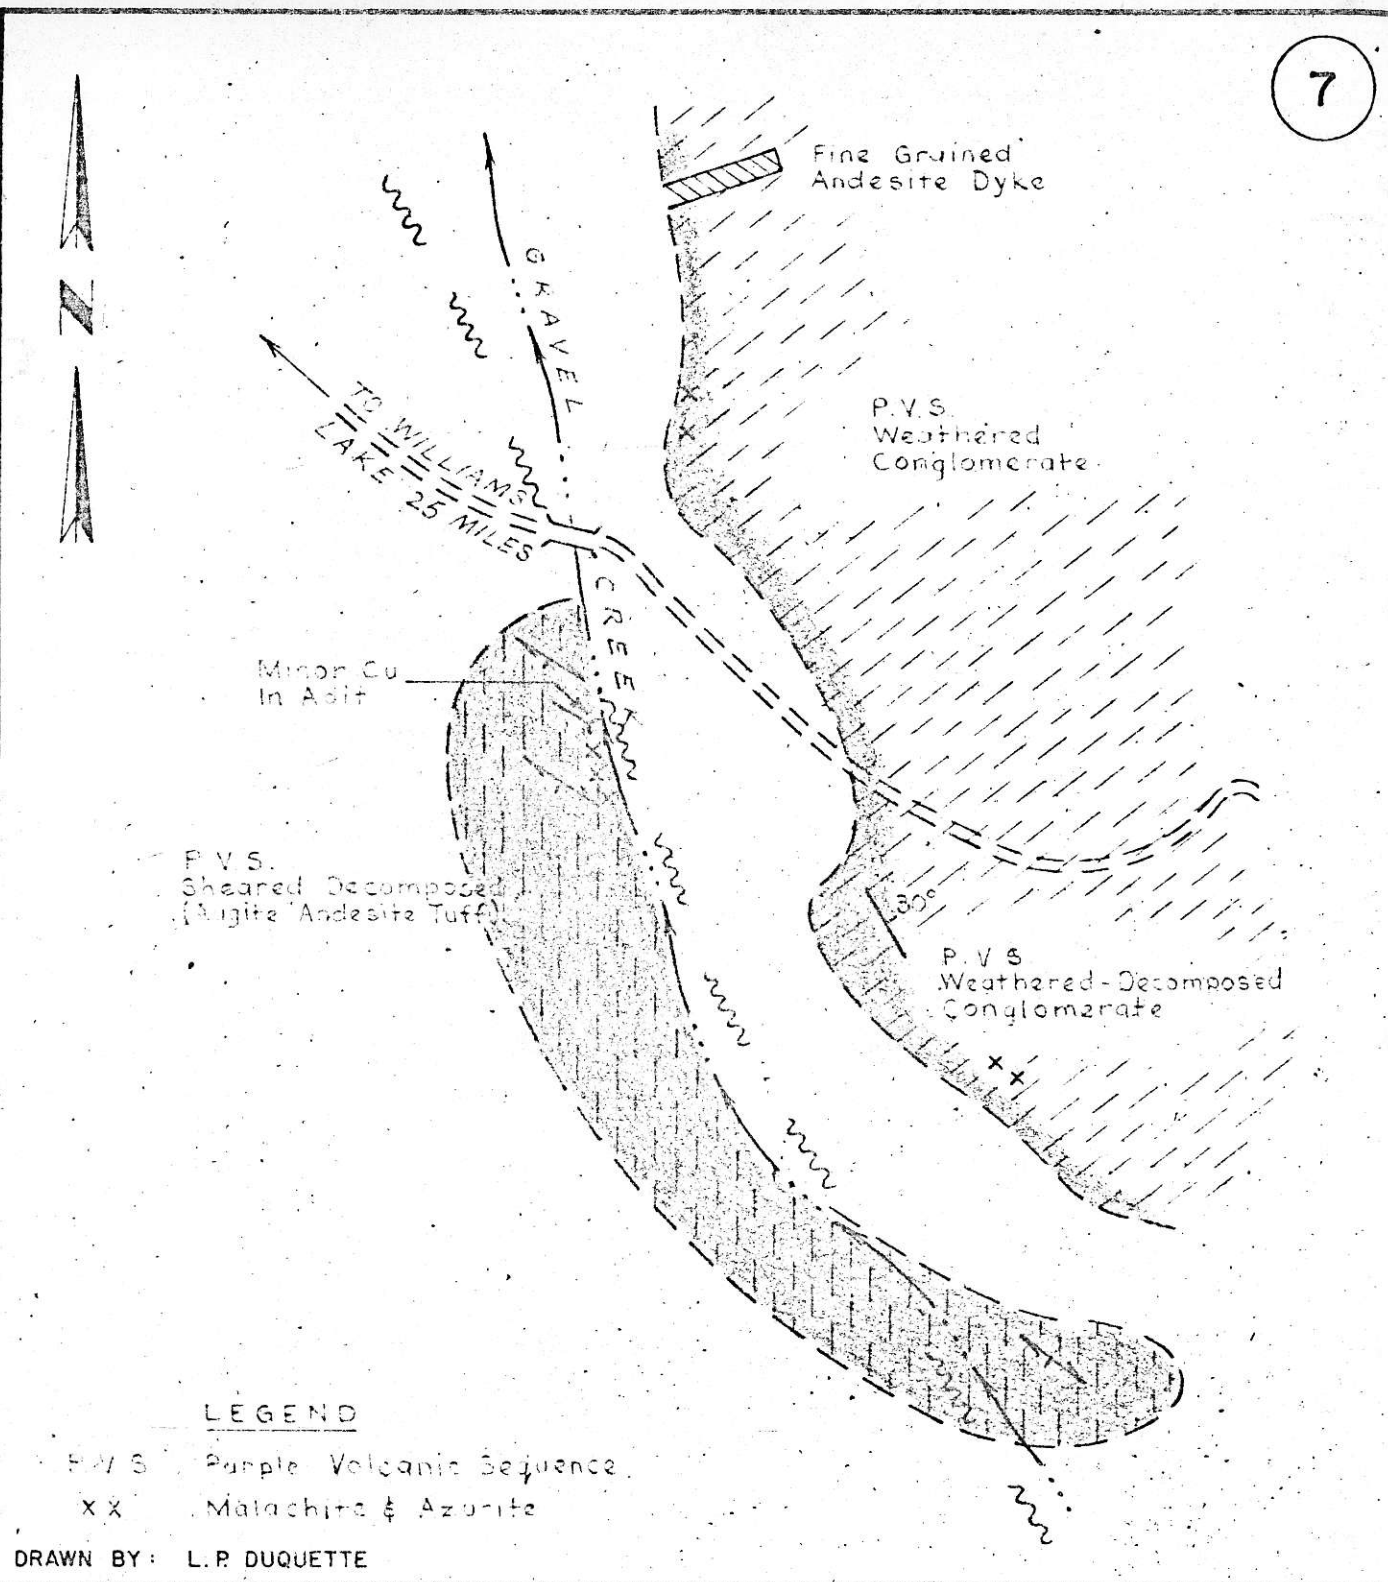 7
Fine Grained
Andesite Dyke
N
GRAVEL
P.V.S.
Weathered
Conglomerate
TO WILLIAMS
LAKE 25 MILES
CREEK
Minor Cu
In Adit
P.V.S.
Sheared Decomposed
(Augite Andesite Tuff)
30°
P.V.S
Weathered-Decomposed
Conglomerate
x x
LEGEND
P.V.S. Purple Volcanic Sequence
x x Malachite & Azurite
DRAWN BY: L.P. DUQUETTE